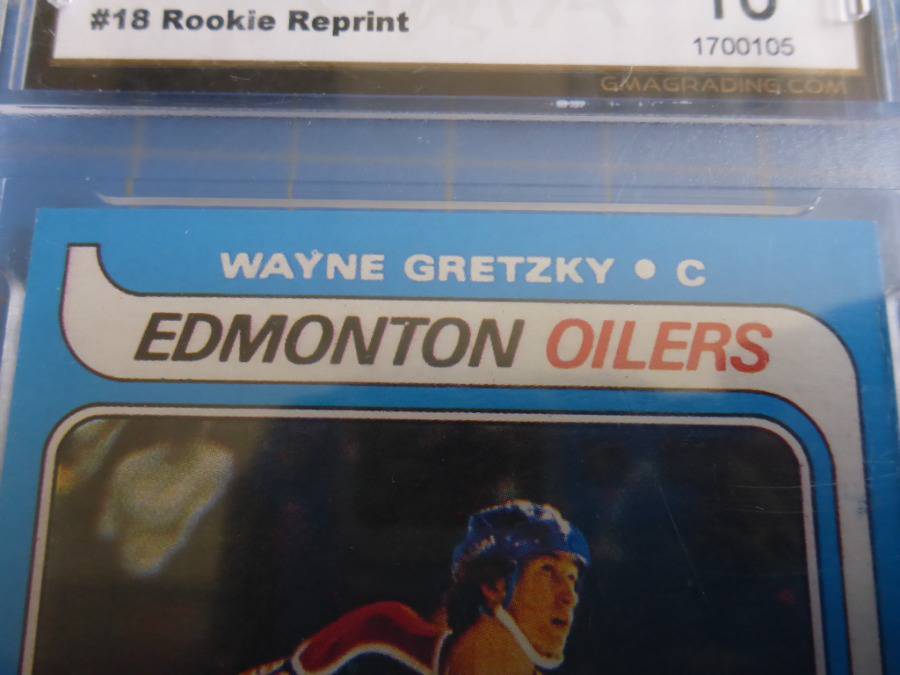 #18 Rookie Reprint
10
1700105
GMAGRADING.COM
WAYNE GRETZKY • C
EDMONTON OILERS